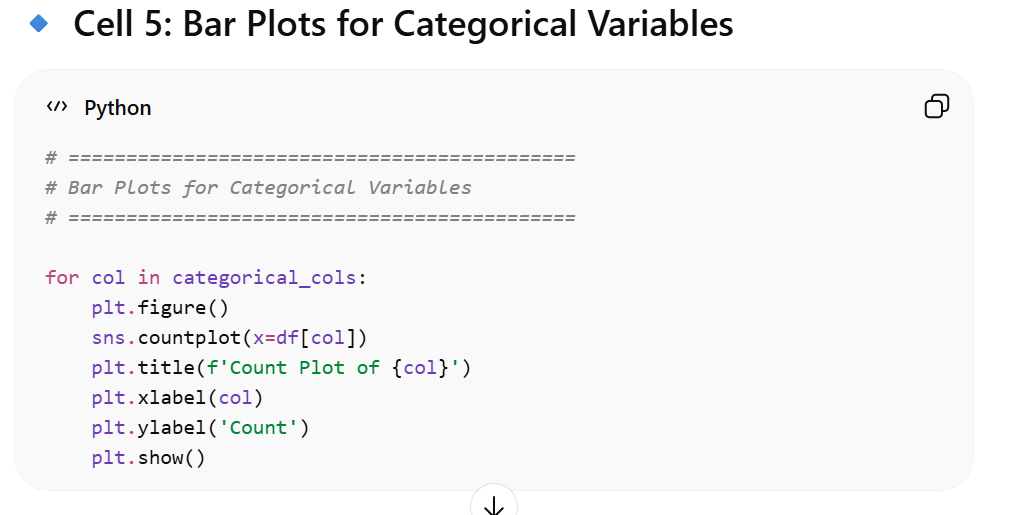 Cell 5: Bar Plots for Categorical Variables
Python
# ============================================
# Bar Plots for Categorical Variables
# ============================================
for col in categorical_cols:
    plt.figure()
    sns.countplot(x=df[col])
    plt.title(f'Count Plot of {col}')
    plt.xlabel(col)
    plt.ylabel('Count')
    plt.show()